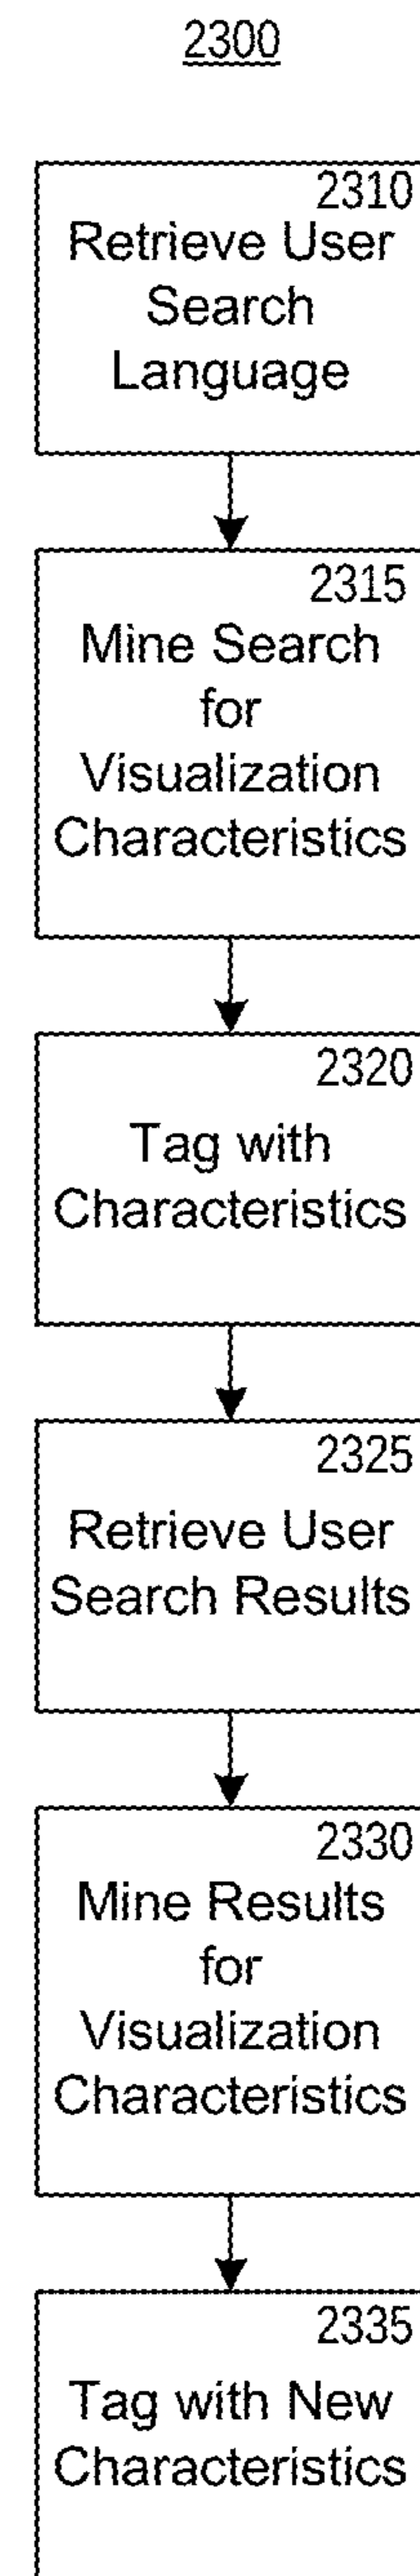 2300
2310
Retrieve User
Search
Language
2315
Mine Search
for
Visualization
Characteristics
2320
Tag with
Characteristics
2325
Retrieve User
Search Results
2330
Mine Results
for
Visualization
Characteristics
2335
Tag with New
Characteristics